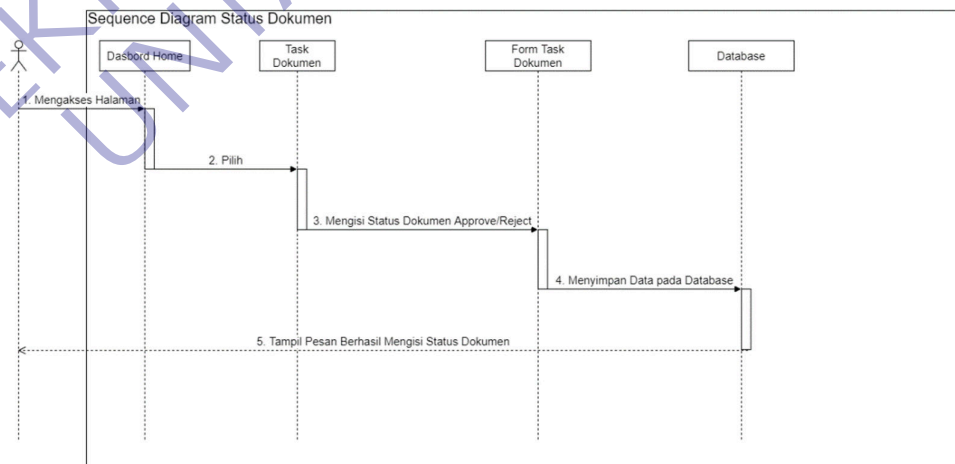 Sequence Diagram Status Dokumen
Dasbord Home
Task
Dokumen
Form Task
Dokumen
Database
1. Mengakses Halaman
2. Pilih
3. Mengisi Status Dokumen Approve/Reject
4. Menyimpan Data pada Database
5. Tampil Pesan Berhasil Mengisi Status Dokumen